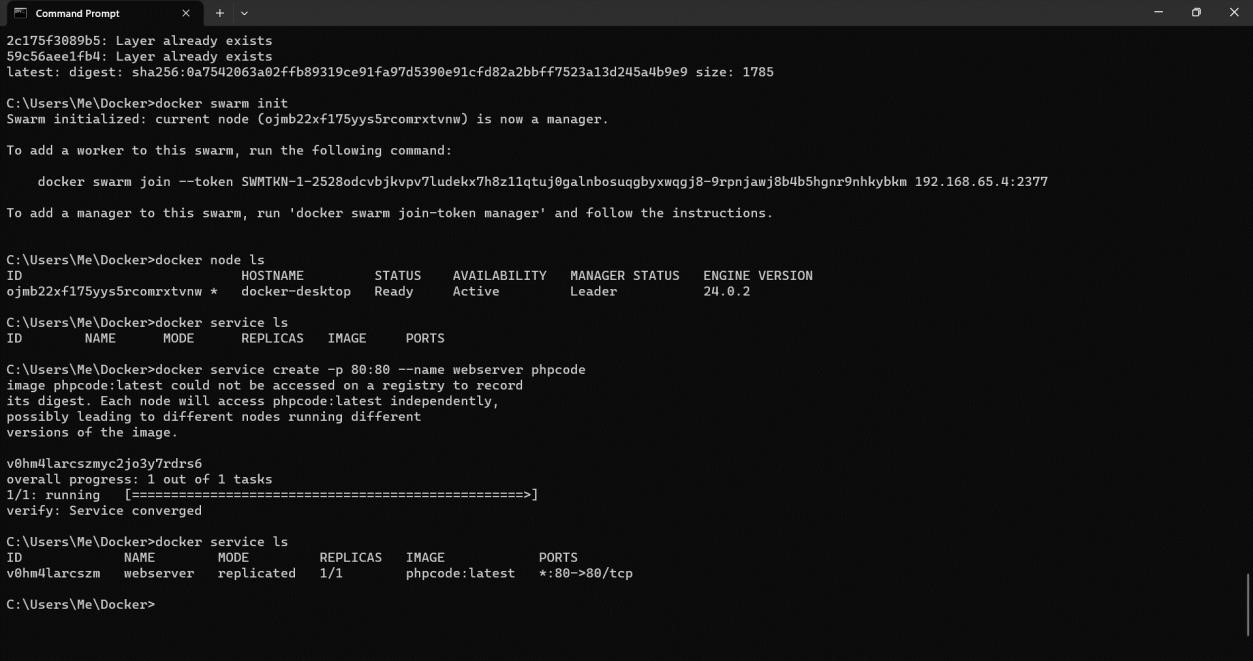 Command Prompt
2c175f3089b5: Layer already exists
59c56aee1fb4: Layer already exists
latest: digest: sha256:0a7542063a02ffb89319ce91fa97d5390e91cfd82a2bbff7523a13d245a4b9e9 size: 1785
C:\Users\Me\Docker>docker swarm init
Swarm initialized: current node (ojmb22xf175yys5rcomrxtvnw) is now a manager.
To add a worker to this swarm, run the following command:
docker swarm join --token SWMTKN-1-2528odcvbjkvpv7ludekx7h8z11qtuj0galnbosuqgbyxwqgj8-9rpnjawj8b4b5hgnr9nhkybkm 192.168.65.4:2377
To add a manager to this swarm, run 'docker swarm join-token manager' and follow the instructions.
C:\Users\Me\Docker>docker node ls
ID HOSTNAME STATUS AVAILABILITY MANAGER STATUS ENGINE VERSION
ojmb22xf175yys5rcomrxtvnw * docker-desktop Ready Active Leader 24.0.2
C:\Users\Me\Docker>docker service ls
ID NAME MODE REPLICAS IMAGE PORTS
C:\Users\Me\Docker>docker service create -p 80:80 --name webserver phpcode
image phpcode:latest could not be accessed on a registry to record
its digest. Each node will access phpcode:latest independently,
possibly leading to different nodes running different
versions of the image.
v0hm4larcszmyc2jo3y7rdrs6
overall progress: 1 out of 1 tasks
1/1: running [==================================================>]
verify: Service converged
C:\Users\Me\Docker>docker service ls
ID NAME MODE REPLICAS IMAGE PORTS
v0hm4larcszm webserver replicated 1/1 phpcode:latest *:80->80/tcp
C:\Users\Me\Docker>